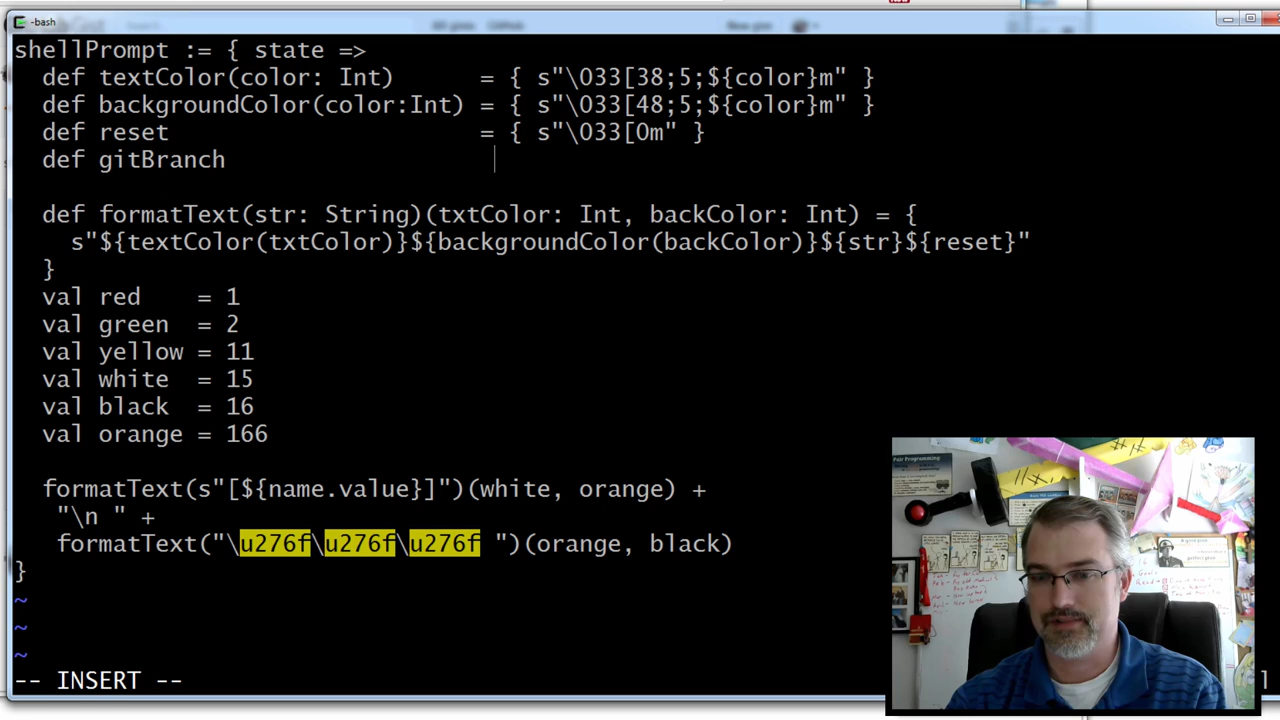 -bash
shellPrompt := { state =>
  def textColor(color: Int)         = { s"\033[38;5;${color}m" }
  def backgroundColor(color:Int) = { s"\033[48;5;${color}m" }
  def reset                         = { s"\033[0m" }
  def gitBranch
  def formatText(str: String)(txtColor: Int, backColor: Int) = {
    s"${textColor(txtColor)}${backgroundColor(backColor)}${str}${reset}"
  }
  val red    = 1
  val green  = 2
  val yellow = 11
  val white  = 15
  val black  = 16
  val orange = 166
  formatText(s"[${name.value}]")(white, orange) +
   "\n " +
   formatText("\u276f\u276f\u276f ")(orange, black)
}
~
~
~
-- INSERT --
Pair Programming